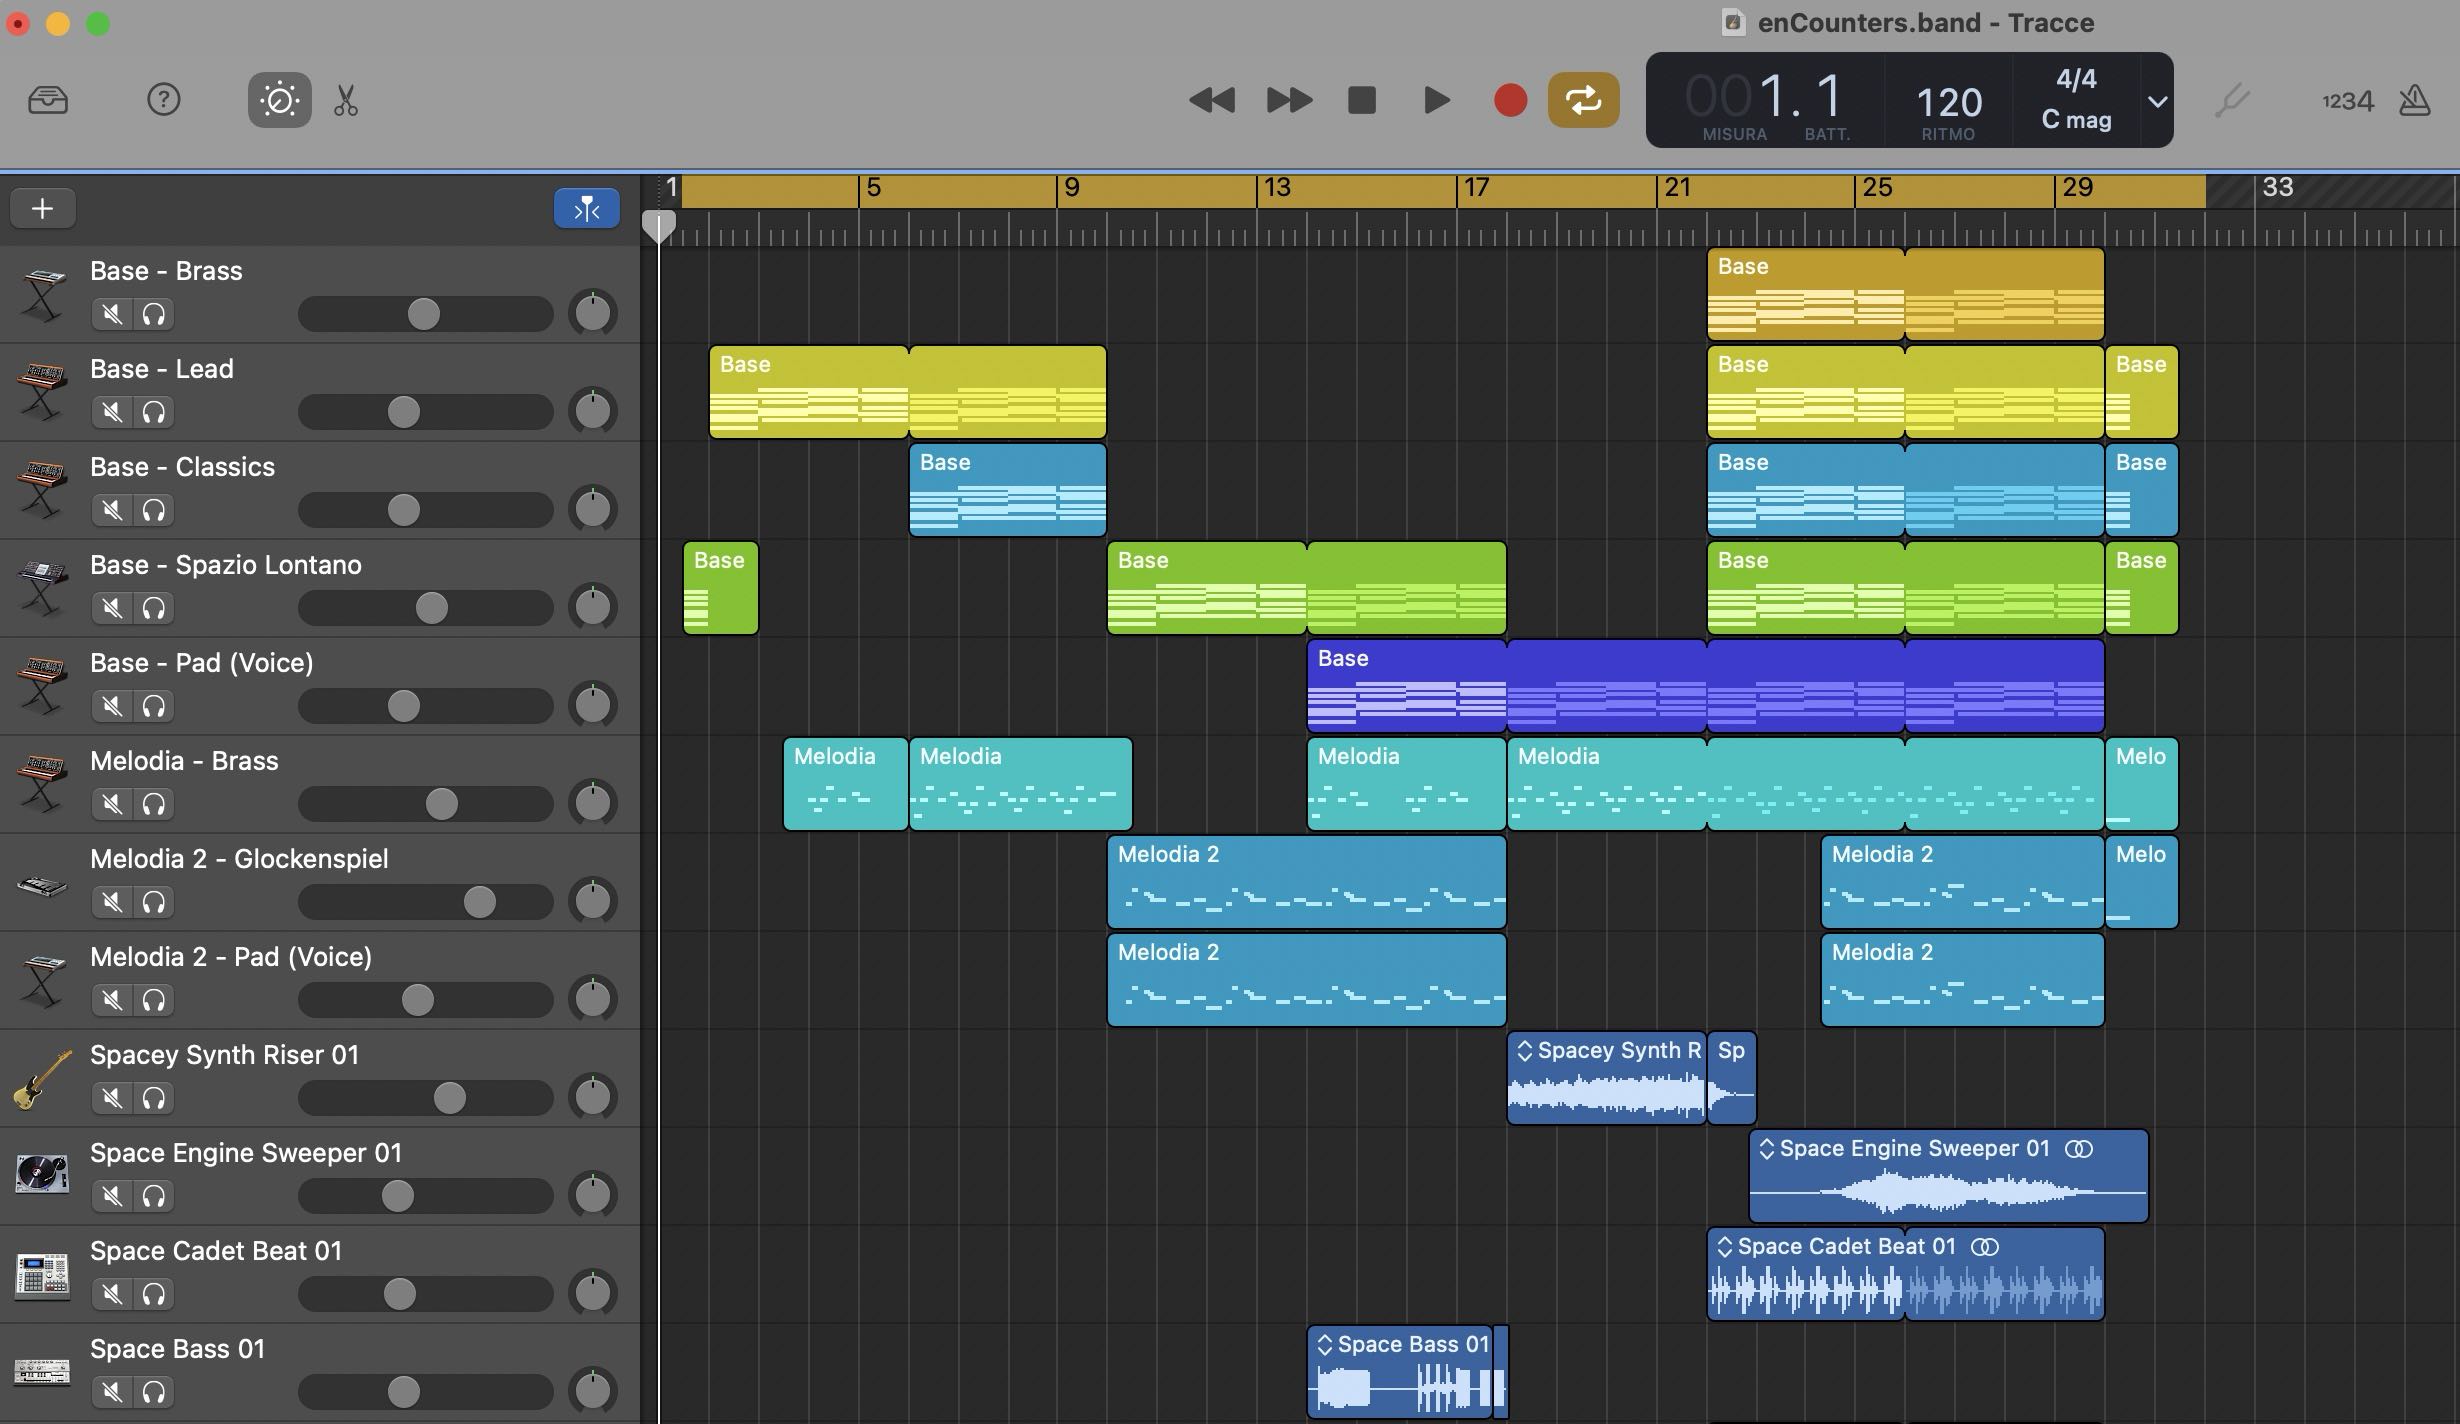 enCounters.band - Tracce
?
001. 1
MISURA BATT.
120
RITMO
4/4
C mag
1234
1 5 9 13 17 21 25 29 33
Base - Brass
Base
Base - Lead
Base Base Base
Base - Classics
Base Base Base
Base - Spazio Lontano
Base Base Base Base
Base - Pad (Voice)
Base
Melodia - Brass
Melodia Melodia Melodia Melodia Melo
Melodia 2 - Glockenspiel
Melodia 2 Melodia 2 Melo
Melodia 2 - Pad (Voice)
Melodia 2 Melodia 2
Spacey Synth Riser 01
Spacey Synth R Sp
Space Engine Sweeper 01
Space Engine Sweeper 01
Space Cadet Beat 01
Space Cadet Beat 01
Space Bass 01
Space Bass 01